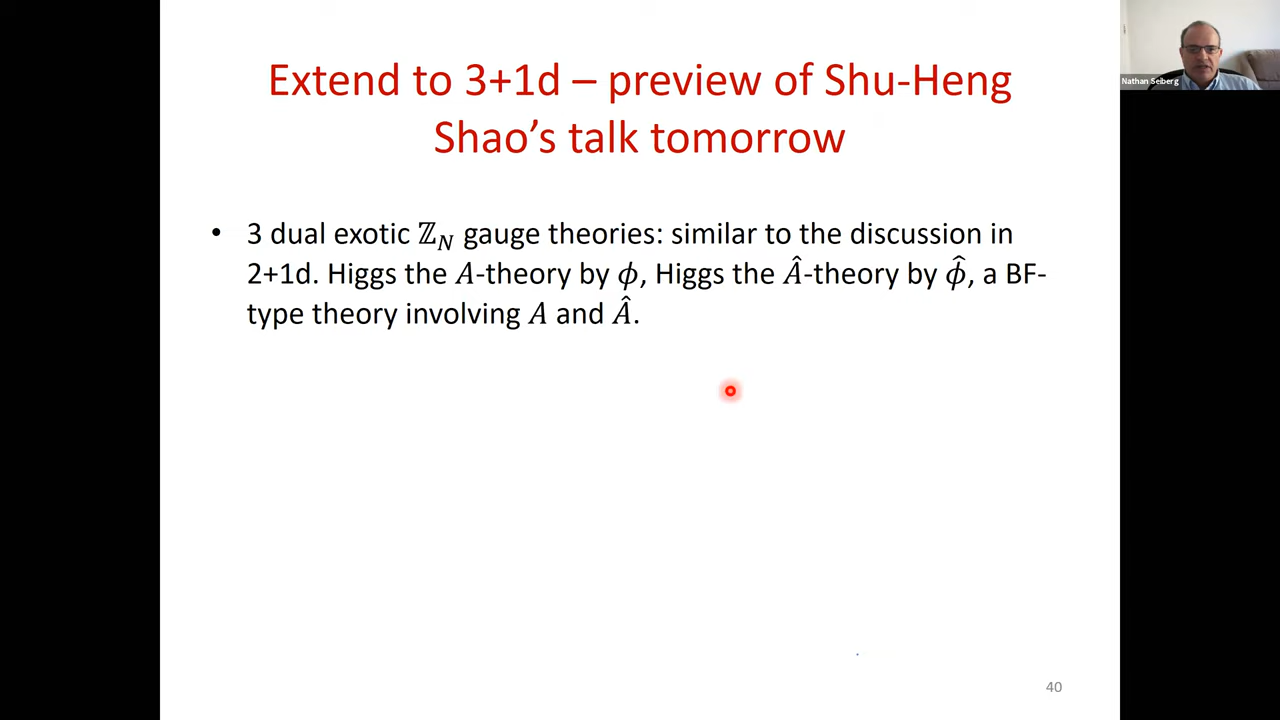 Extend to 3+1d – preview of Shu-Heng
Shao's talk tomorrow
Nathan Seiberg
• 3 dual exotic ℤ_N gauge theories: similar to the discussion in
2+1d. Higgs the A-theory by ϕ, Higgs the Â-theory by ϕ̂, a BF-
type theory involving A and Â.
40